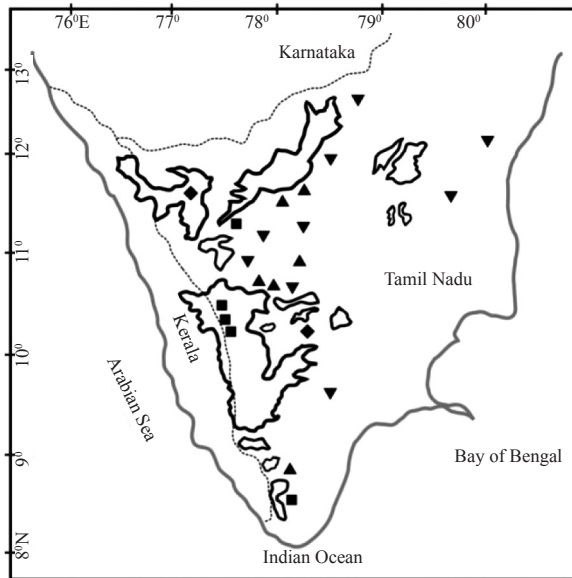 76⁰E 77⁰ 78⁰ 79⁰ 80⁰
Karnataka
13⁰
12⁰
11⁰
Tamil Nadu
Kerala
10⁰
Arabian Sea
9⁰
Bay of Bengal
8⁰N
Indian Ocean